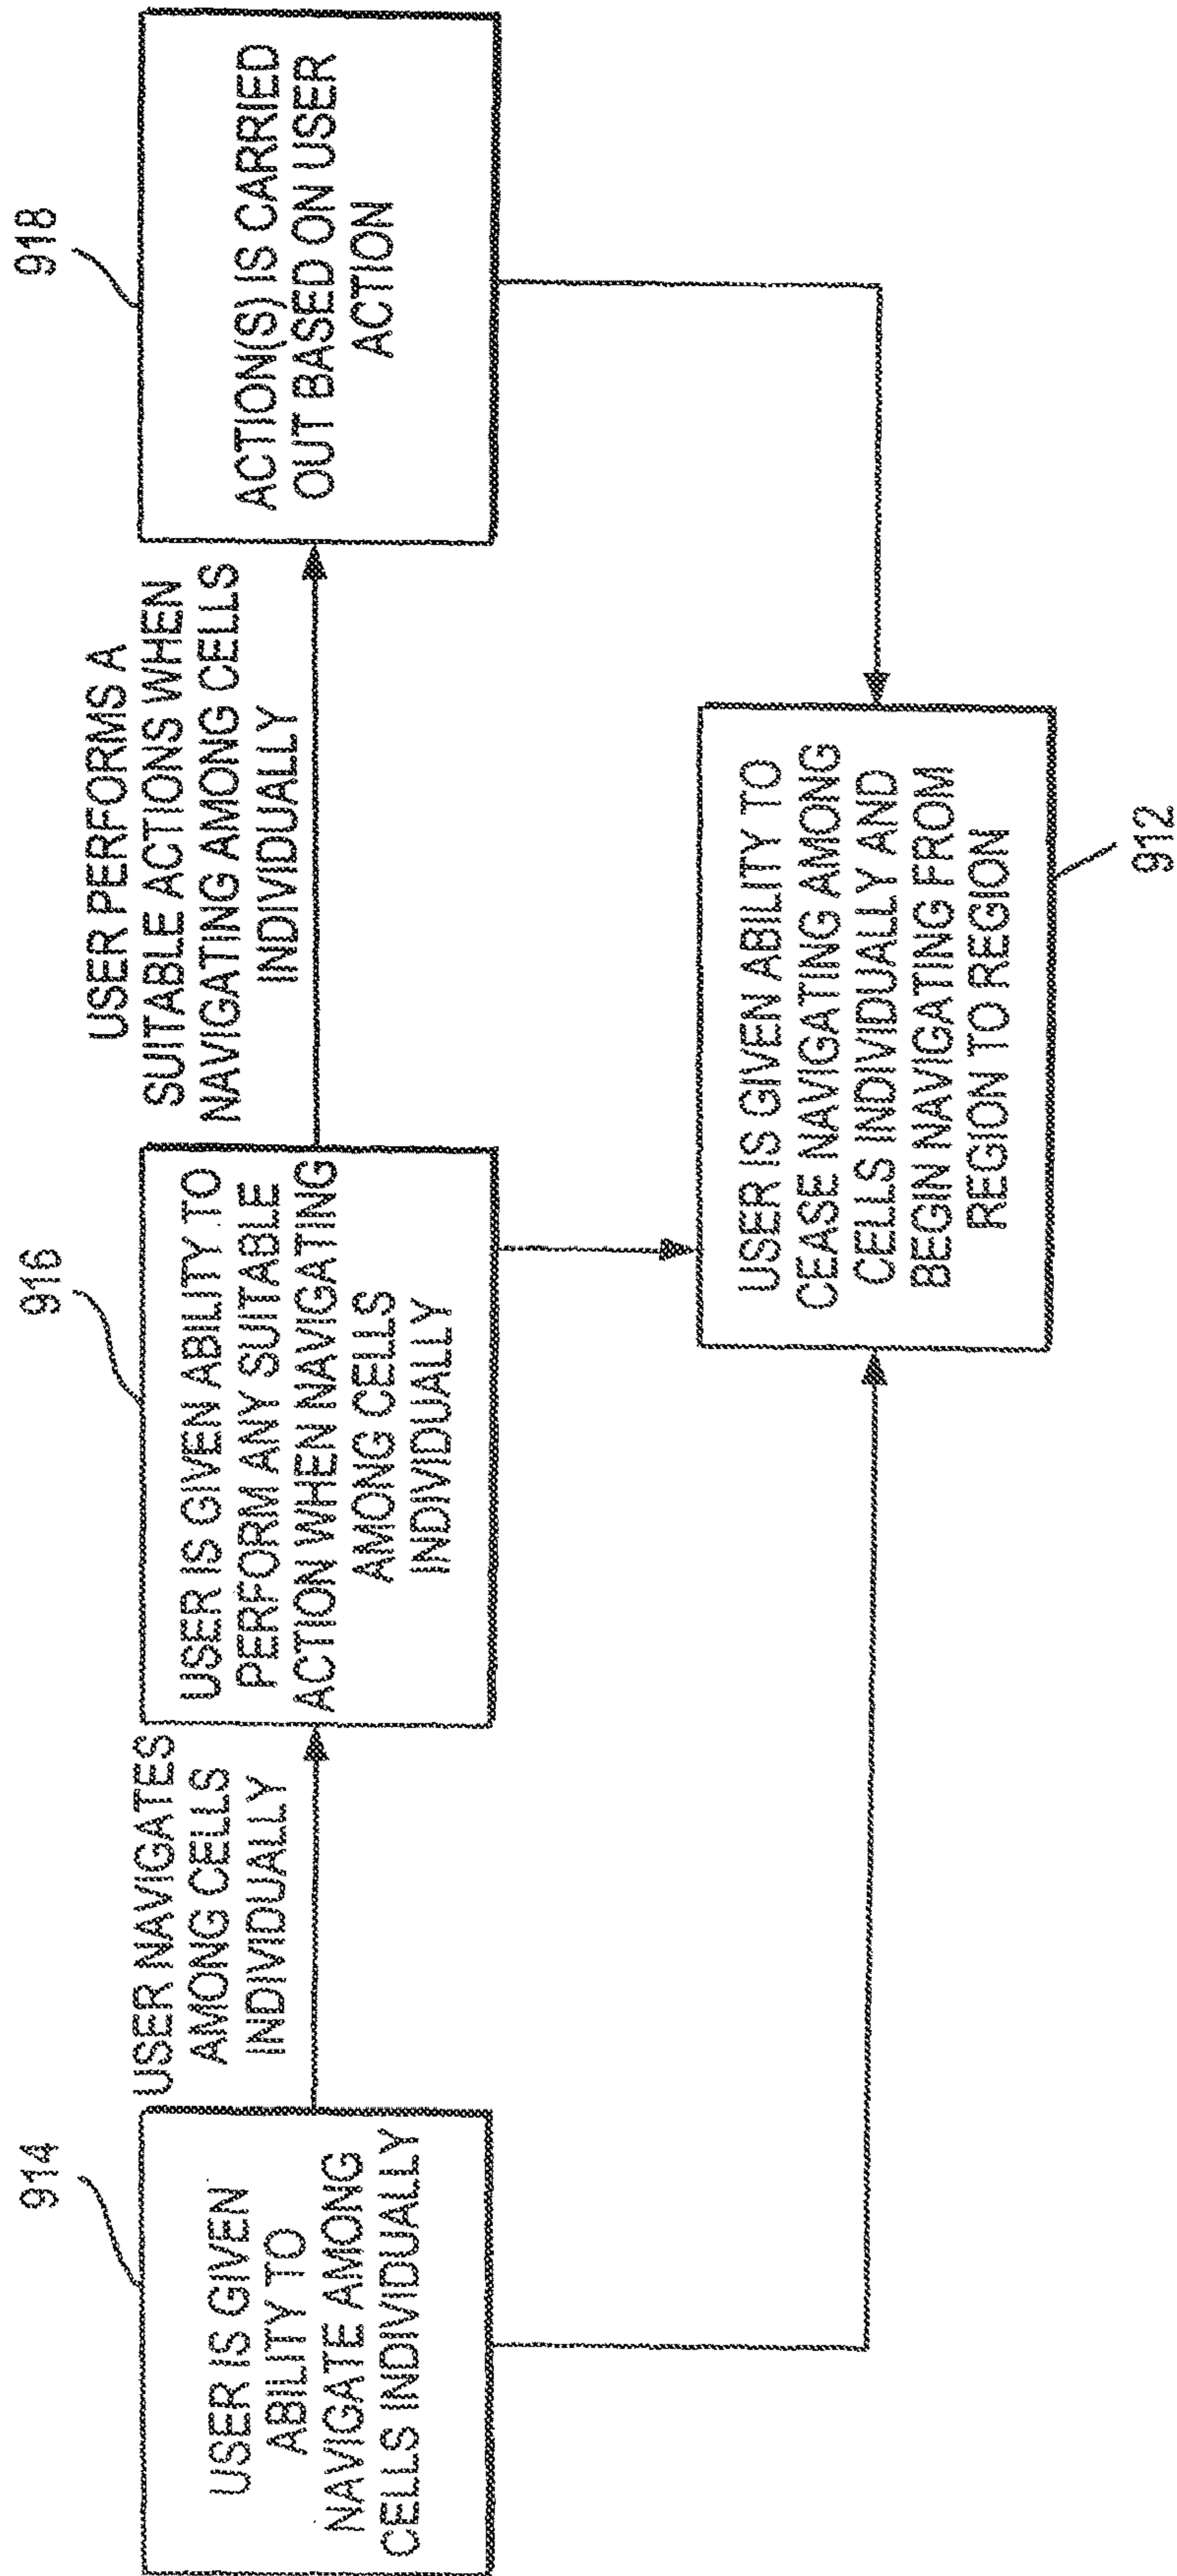 914
USER IS GIVEN
ABILITY TO
NAVIGATE AMONG
CELLS INDIVIDUALLY
USER NAVIGATES
AMONG CELLS
INDIVIDUALLY
916
USER IS GIVEN ABILITY TO
PERFORM ANY SUITABLE
ACTION WHEN NAVIGATING
AMONG CELLS
INDIVIDUALLY
USER PERFORMS A
SUITABLE ACTIONS WHEN
NAVIGATING AMONG CELLS
INDIVIDUALLY
918
ACTION(S) IS CARRIED
OUT BASED ON USER
ACTION
USER IS GIVEN ABILITY TO
CEASE NAVIGATING AMONG
CELLS INDIVIDUALLY AND
BEGIN NAVIGATING FROM
REGION TO REGION
912